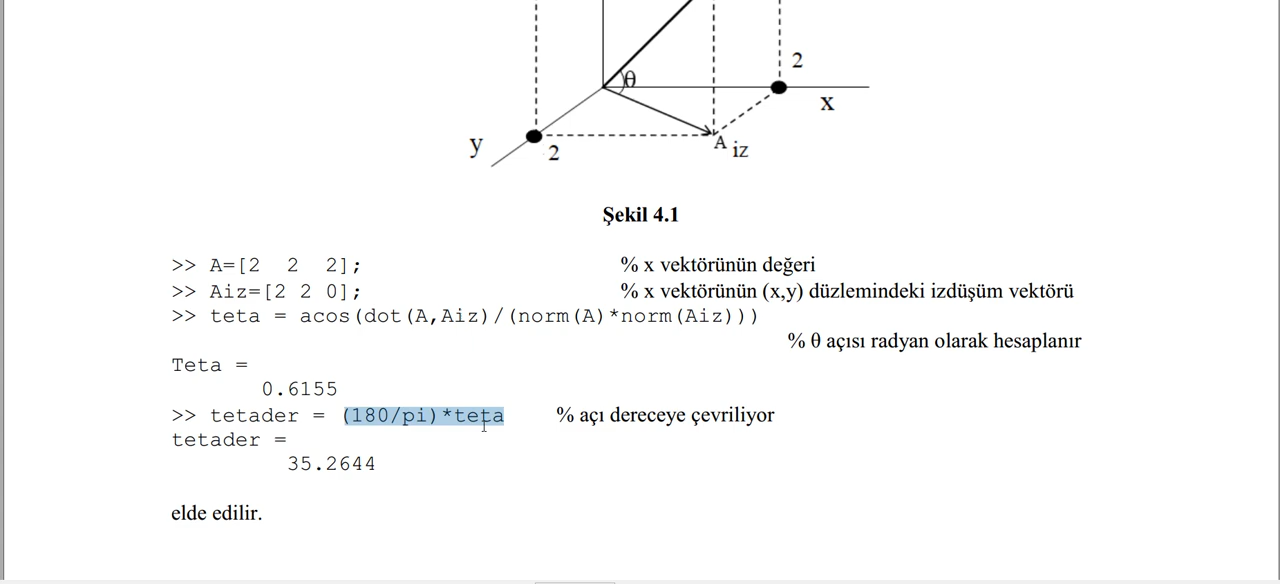 θ
2
x
y
2
A iz
Şekil 4.1
>> A=[2 2 2]; % x vektörünün değeri
>> Aiz=[2 2 0]; % x vektörünün (x,y) düzlemindeki izdüşüm vektörü
>> teta = acos(dot(A,Aiz)/(norm(A)*norm(Aiz)))
% θ açısı radyan olarak hesaplanır
Teta =
0.6155
>> tetader = (180/pi)*teta % açı dereceye çevriliyor
tetader =
35.2644
elde edilir.